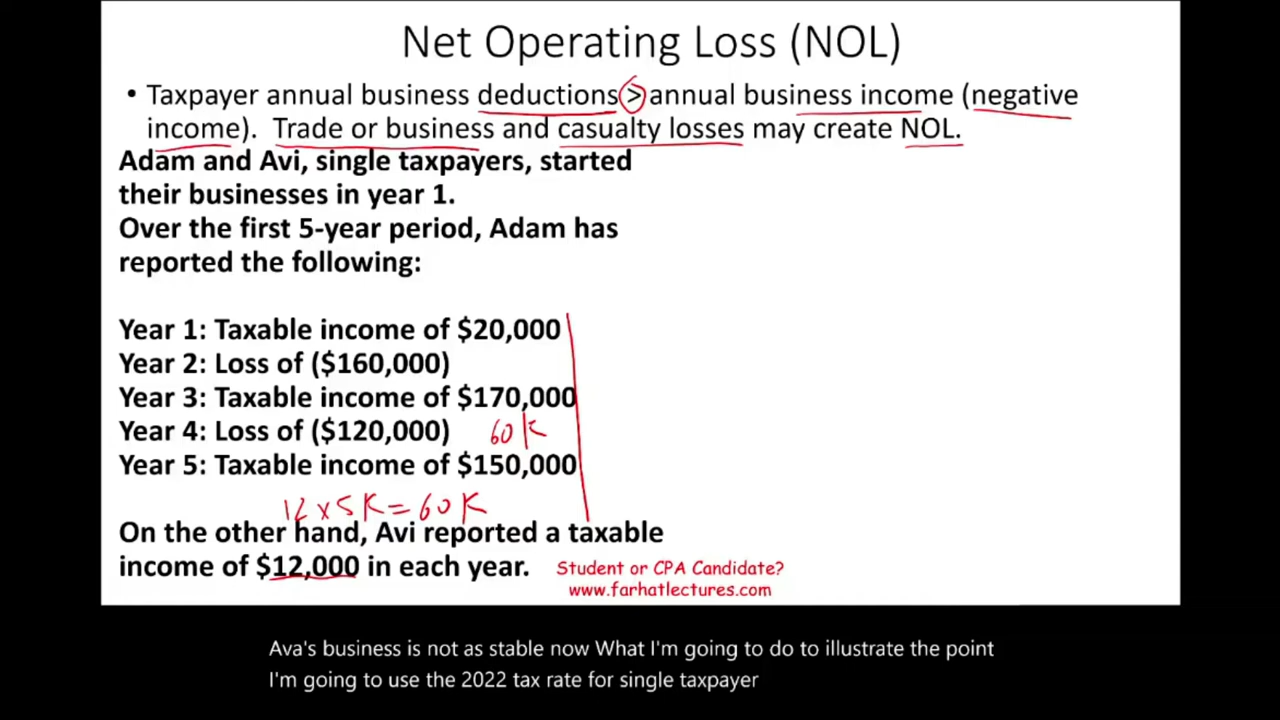 Net Operating Loss (NOL)
• Taxpayer annual business deductions > annual business income (negative
income). Trade or business and casualty losses may create NOL.
Adam and Avi, single taxpayers, started
their businesses in year 1.
Over the first 5-year period, Adam has
reported the following:
Year 1: Taxable income of $20,000
Year 2: Loss of ($160,000)
Year 3: Taxable income of $170,000
Year 4: Loss of ($120,000) 60K
Year 5: Taxable income of $150,000
12 x 5K = 60K
On the other hand, Avi reported a taxable
income of $12,000 in each year.
Student or CPA Candidate?
www.farhatlectures.com
Ava's business is not as stable now What I'm going to do to illustrate the point
I'm going to use the 2022 tax rate for single taxpayer